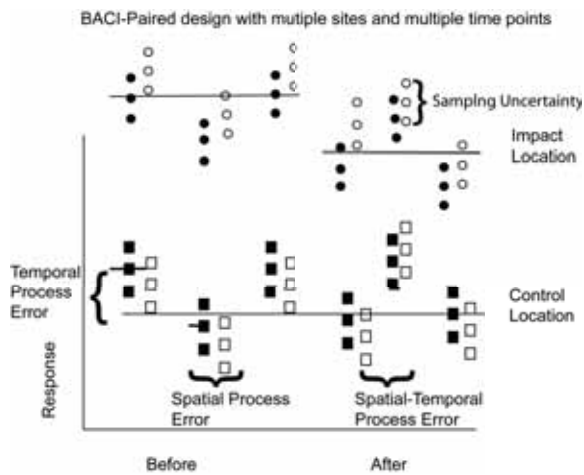 BACI-Paired design with mutiple sites and multiple time points
Samplng Uncertainty
Impact
Location
Temporal
Process
Error
Control
Location
Response
Spatial Process
Error
Spatial-Temporal
Process Error
Before
After